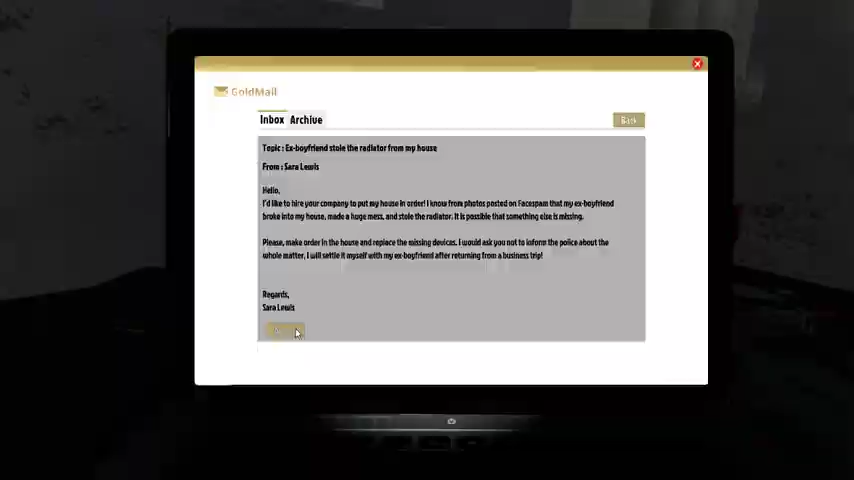 GoldMail
Inbox Archive
Back
Topic : Ex-boyfriend stole the radiator from my house
From : Sara Lewis
Hello,
I'd like to hire your company to put my house in order! I know from photos posted on Facespam that my ex-boyfriend
broke into my house, made a huge mess, and stole the radiator. It is possible that something else is missing.
Please, make order in the house and replace the missing devices. I would ask you not to inform the police about the
whole matter, I will settle it myself with my ex-boyfriend after returning from a business trip!
Regards,
Sara Lewis